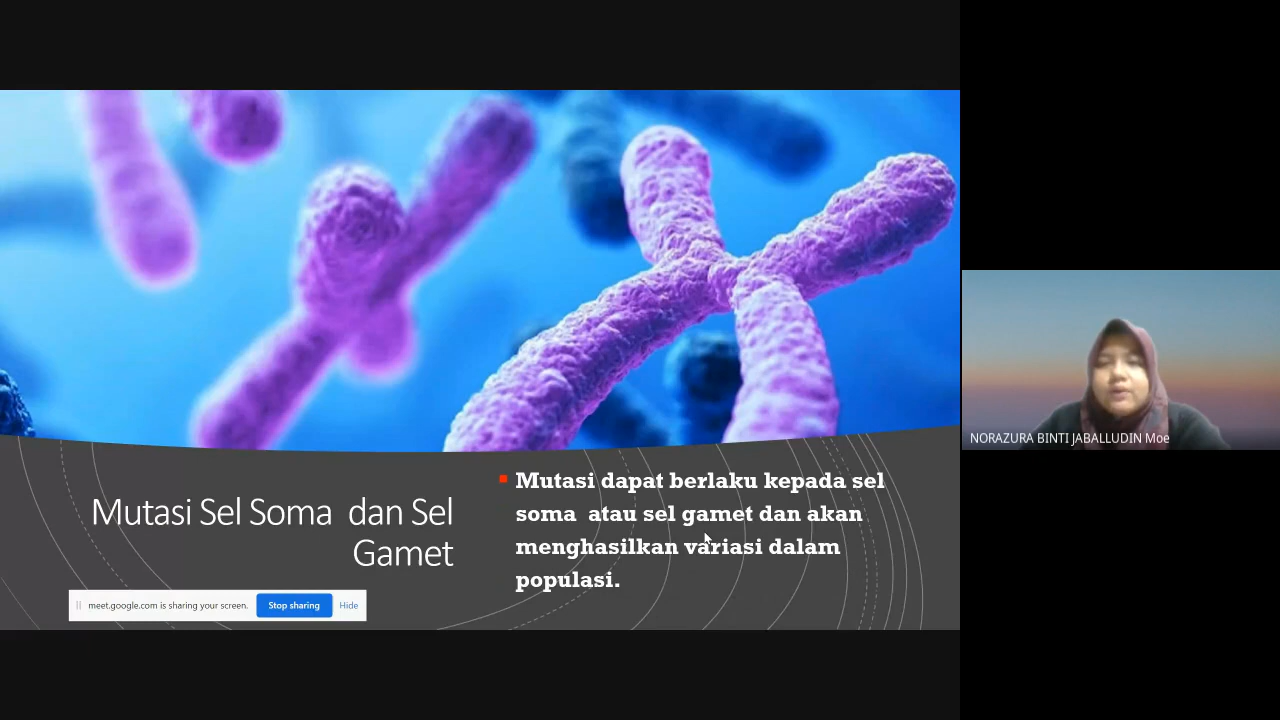 Mutasi Sel Soma dan Sel
Gamet
Mutasi dapat berlaku kepada sel
soma atau sel gamet dan akan
menghasilkan variasi dalam
populasi.
meet.google.com is sharing your screen.
Stop sharing
Hide
NORAZURA BINTI JABALLUDIN Moe